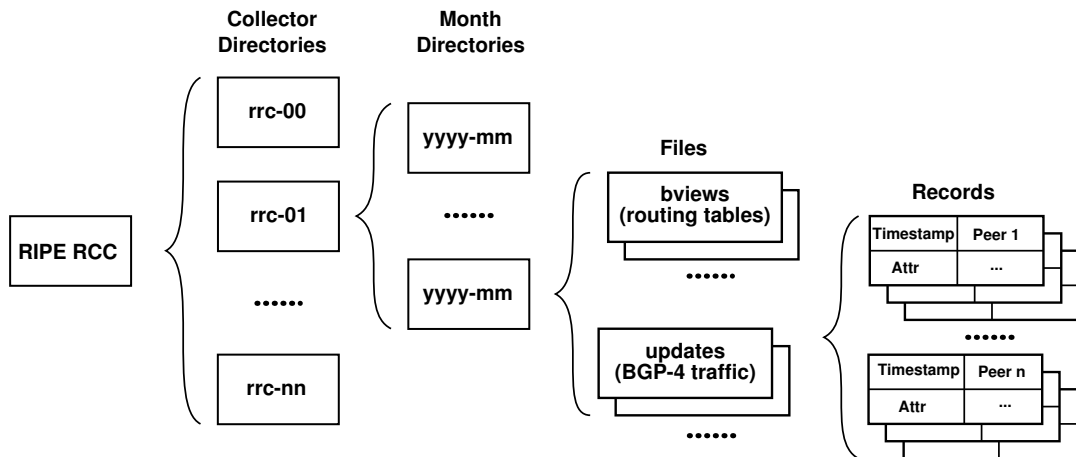 Collector
Directories
Month
Directories
rrc-00
yyyy-mm
Files
bviews
(routing tables)
Records
rrc-01
......
Timestamp
Peer 1
RIPE RCC
Attr
...
......
......
yyyy-mm
......
updates
(BGP-4 traffic)
Timestamp
Peer n
rrc-nn
Attr
...
......